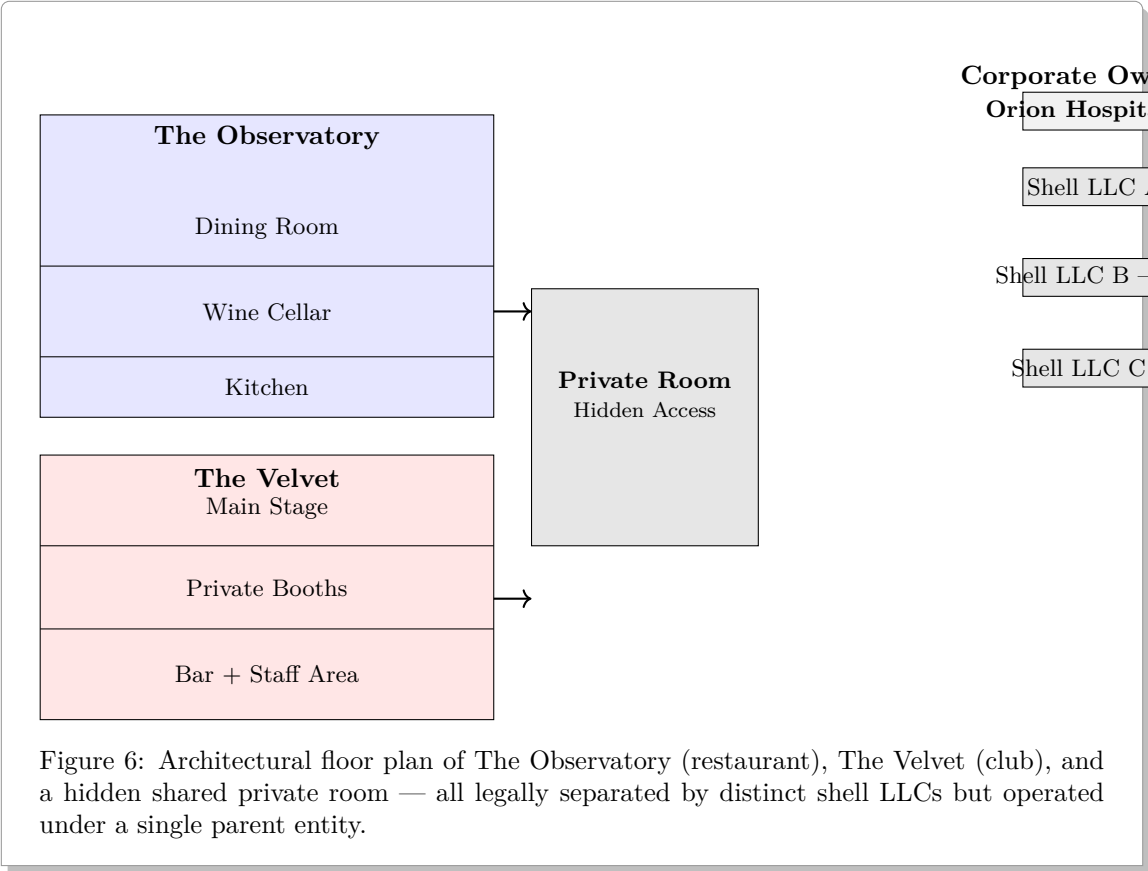 The Observatory
Dining Room
Wine Cellar
Kitchen
The Velvet
Main Stage
Private Booths
Bar + Staff Area
Private Room
Hidden Access
Corporate
Orion
Shell LLC
Shell LLC B –
Shell LLC C
Figure 6: Architectural floor plan of The Observatory (restaurant), The Velvet (club), and
a hidden shared private room — all legally separated by distinct shell LLCs but operated
under a single parent entity.